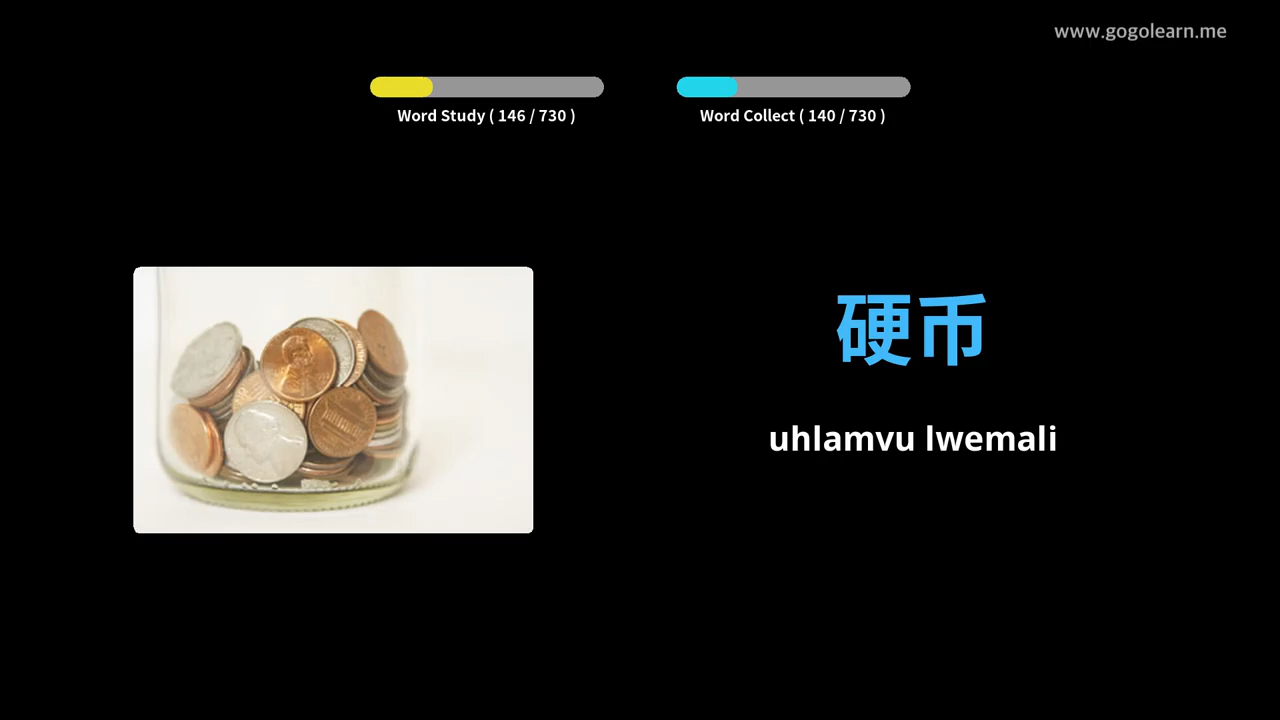 www.gogolearn.me
Word Study ( 146 / 730 )
Word Collect ( 140 / 730 )
硬币
uhlamvu lwemali